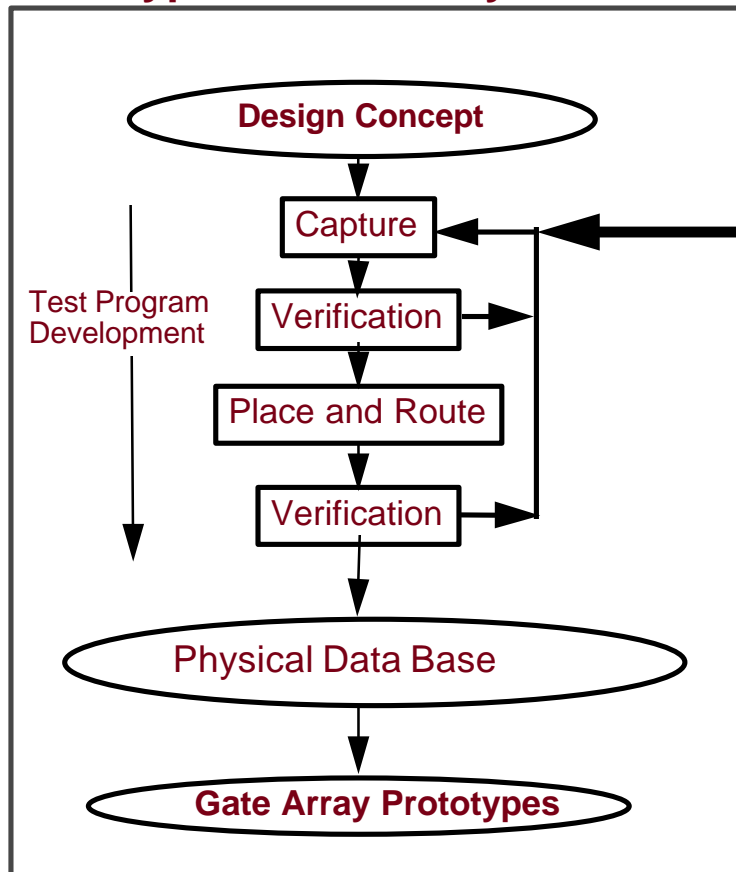 Design Concept
Capture
Test Program
Development
Verification
Place and Route
Verification
Physical Data Base
Gate Array Prototypes